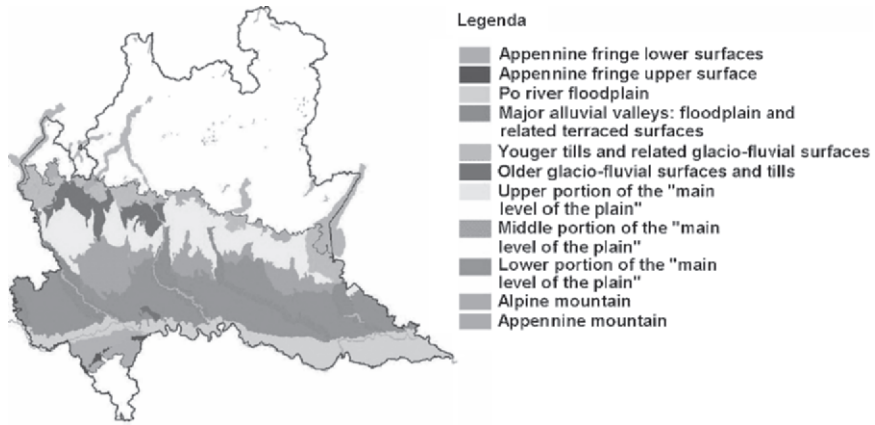 Legenda
Appennine fringe lower surfaces
Appennine fringe upper surface
Po river floodplain
Major alluvial valleys: floodplain and
related terraced surfaces
Youger tills and related glacio-fluvial surfaces
Older glacio-fluvial surfaces and tills
Upper portion of the "main
level of the plain"
Middle portion of the "main
level of the plain"
Lower portion of the "main
level of the plain"
Alpine mountain
Appennine mountain